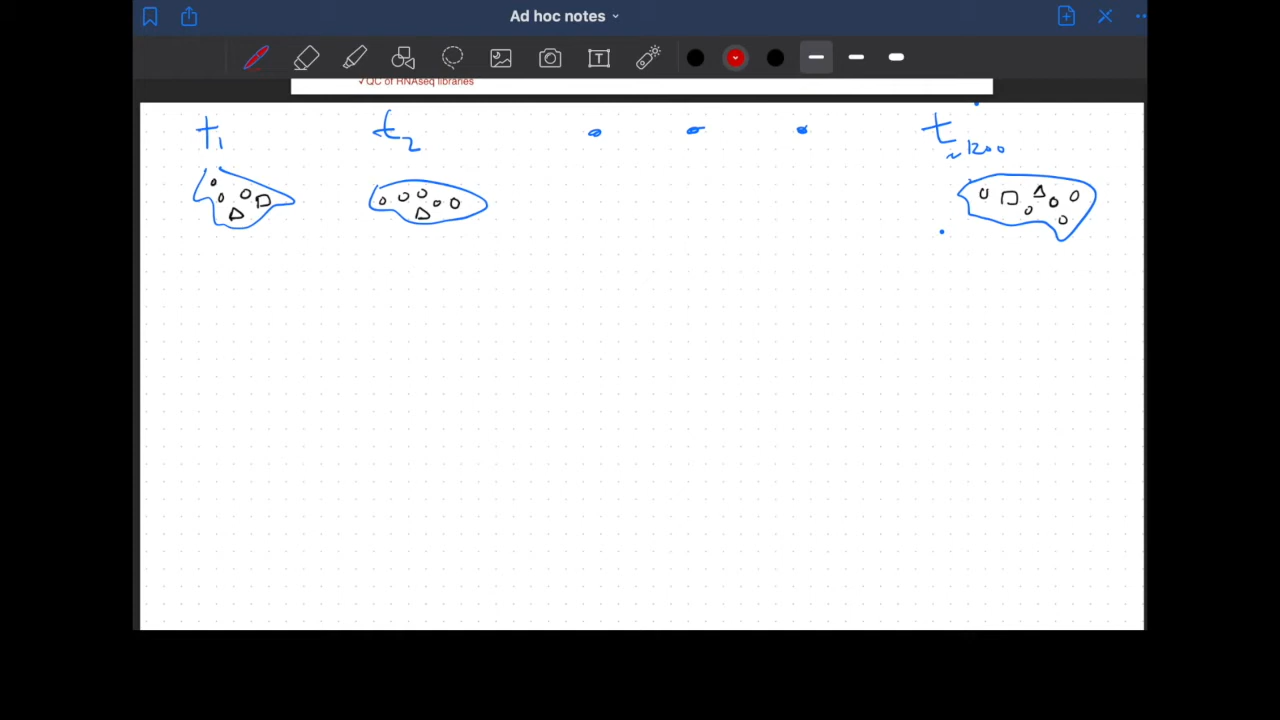 Ad hoc notes
T
✓QC of RNAseq libraries
t1 t2 . . . t~1200